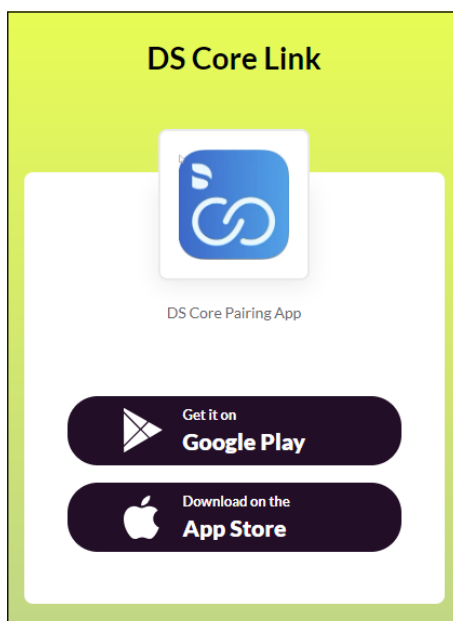 DS Core Link
DS Core Pairing App
Get it on
Google Play
Download on the
App Store